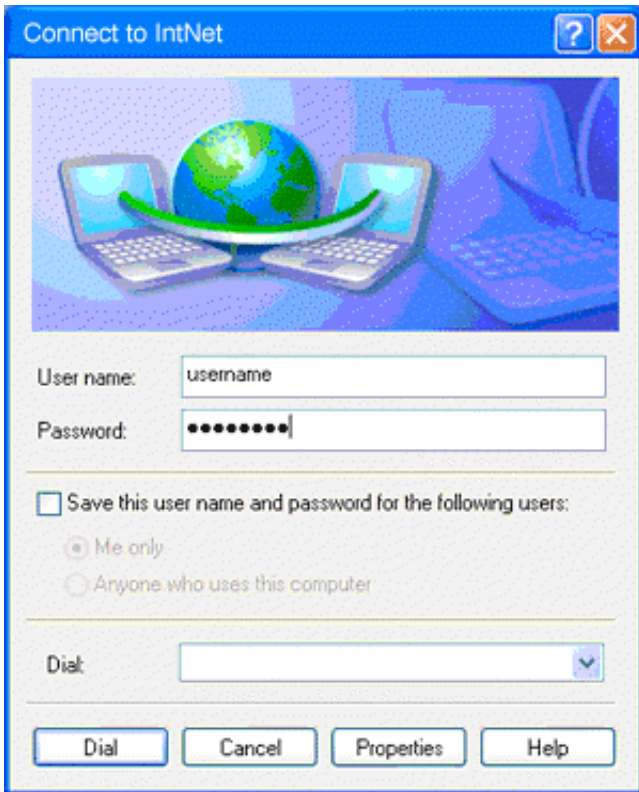 Connect to IntNet
User name: username
Password: ●●●●●●●●
Save this user name and password for the following users:
Me only
Anyone who uses this computer
Dial:
Dial Cancel Properties Help